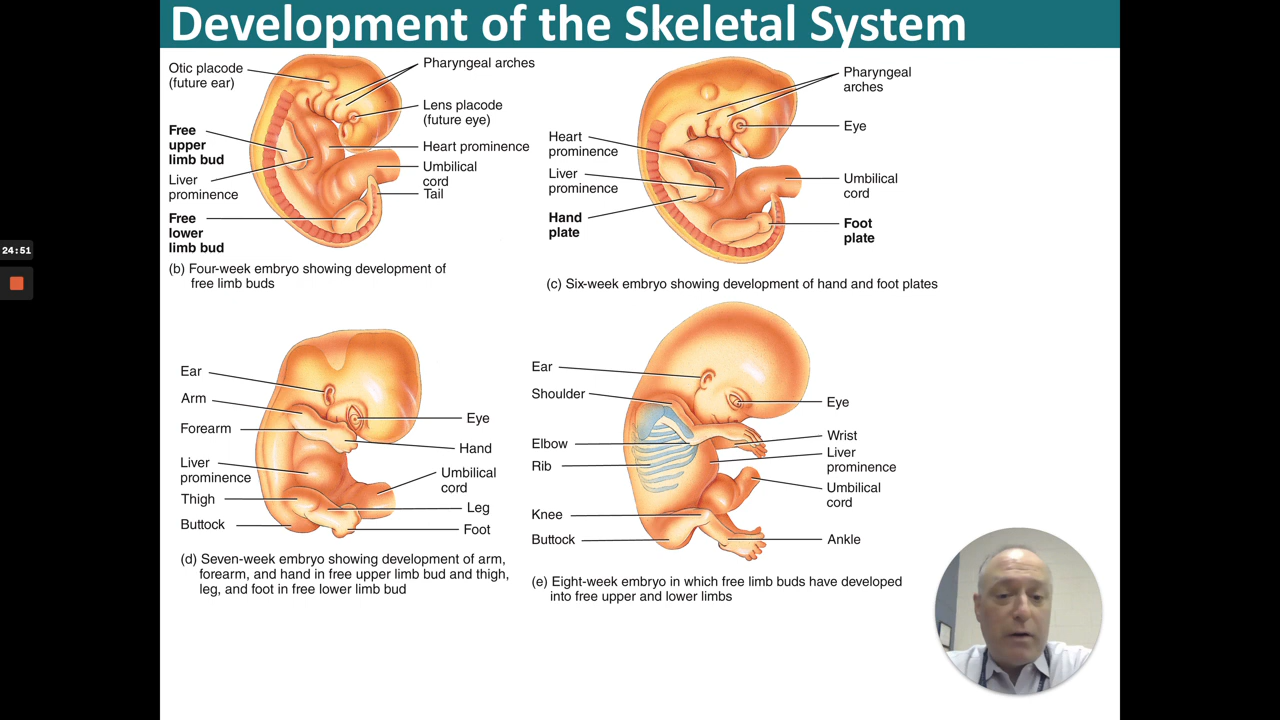 Development of the Skeletal System
Otic placode
(future ear)
Pharyngeal arches
Lens placode
(future eye)
Free
upper
limb bud
Heart prominence
Liver
prominence
Umbilical
cord
Tail
Free
lower
limb bud
(b) Four-week embryo showing development of
free limb buds
Pharyngeal
arches
Heart
prominence
Eye
Liver
prominence
Umbilical
cord
Hand
plate
Foot
plate
(c) Six-week embryo showing development of hand and foot plates
24:51
Ear
Arm
Forearm
Eye
Hand
Liver
prominence
Umbilical
cord
Thigh
Leg
Buttock
Foot
(d) Seven-week embryo showing development of arm,
forearm, and hand in free upper limb bud and thigh,
leg, and foot in free lower limb bud
Ear
Shoulder
Eye
Elbow
Wrist
Rib
Liver
prominence
Umbilical
cord
Knee
Buttock
Ankle
(e) Eight-week embryo in which free limb buds have developed
into free upper and lower limbs